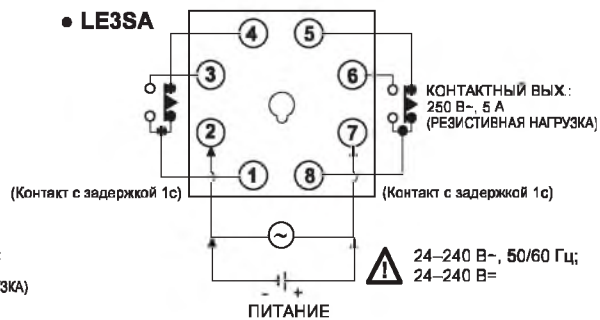 • LE3SA
4 5
3 6
2 7
1 8
КОНТАКТНЫЙ ВЫХ.:
250 В~, 5 А
(РЕЗИСТИВНАЯ НАГРУЗКА)
(Контакт с задержкой 1с) (Контакт с задержкой 1с)
~
24–240 В~, 50/60 Гц;
24–240 В=
ЗКА)
- +
ПИТАНИЕ